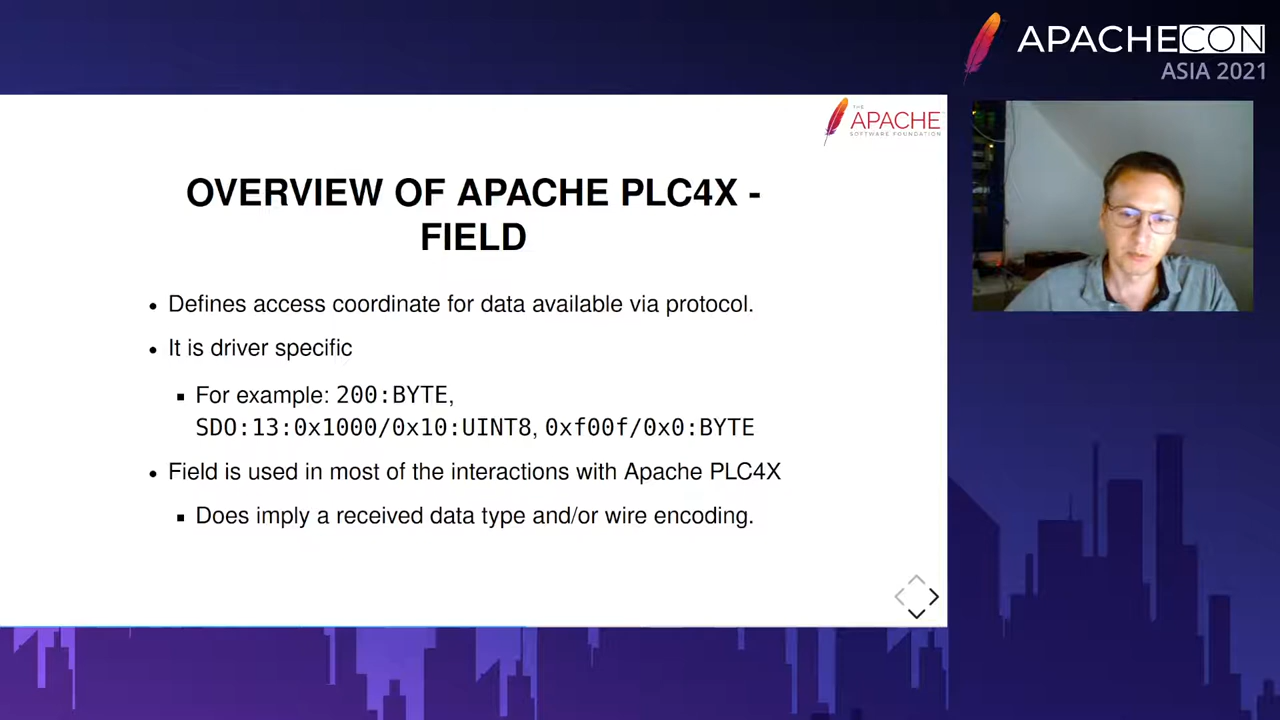 APACHECON
ASIA 2021
THE
APACHE
SOFTWARE FOUNDATION
OVERVIEW OF APACHE PLC4X -
FIELD
• Defines access coordinate for data available via protocol.
• It is driver specific
▪ For example: 200:BYTE,
SDO:13:0x1000/0x10:UINT8, 0xf00f/0x0:BYTE
• Field is used in most of the interactions with Apache PLC4X
▪ Does imply a received data type and/or wire encoding.